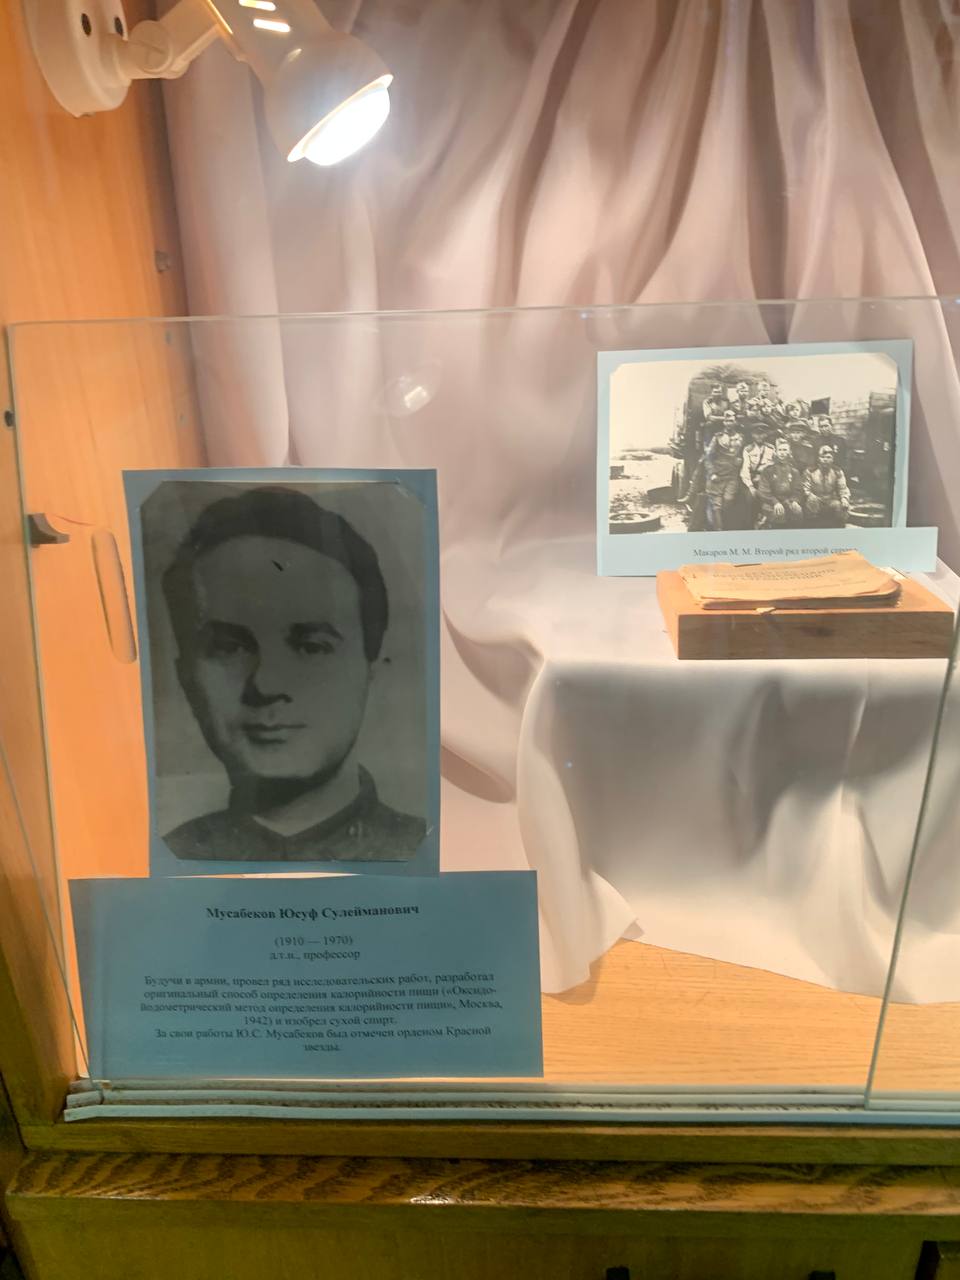 Макаров М. М. Второй ряд второй
Мусабеков Юсуф Сулейманович
(1910 — 1970)
д.т.н., профессор
Будучи в армии, провел ряд исследовательских работ, разработал
оригинальный способ определения калорийности пищи («Оксидо-
йодометрический метод определения калорийности пищи», Москва,
1942) и изобрел сухой спирт.
За свои работы Ю.С. Мусабеков был отмечен орденом Красной
звезды.